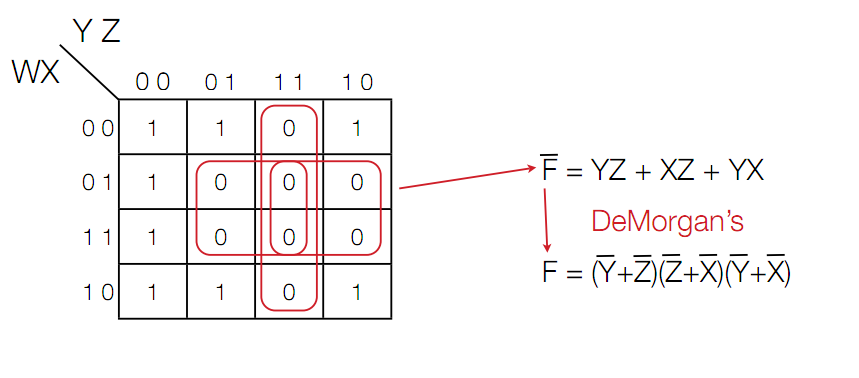 Y Z
WX
0 0 0 1 1 1 1 0
0 0 1 1 0 1
0 1 1 0 0 0
1 1 1 0 0 0
1 0 1 1 0 1
F̅ = YZ + XZ + YX
DeMorgan's
F = (Y̅+Z̅)(Z̅+X̅)(Y̅+X̅)